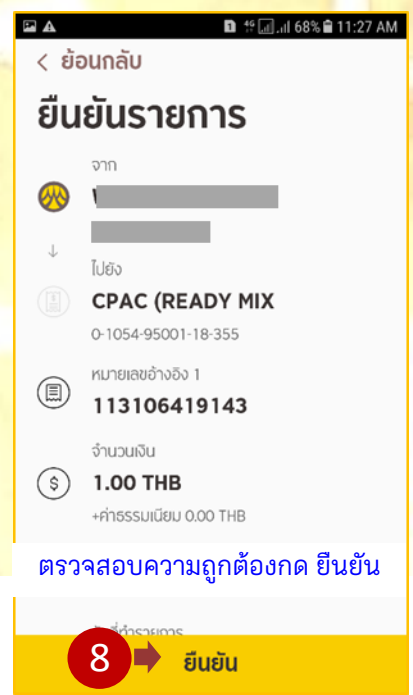 4G 68% 11:27 AM
< ย้อนกลับ
ยืนยันรายการ
จาก
ไปยัง
CPAC (READY MIX
0-1054-95001-18-355
หมายเลขอ้างอิง 1
113106419143
จำนวนเงิน
$ 1.00 THB
+ค่าธรรมเนียม 0.00 THB
ตรวจสอบความถูกต้องกด ยืนยัน
8 ยืนยัน